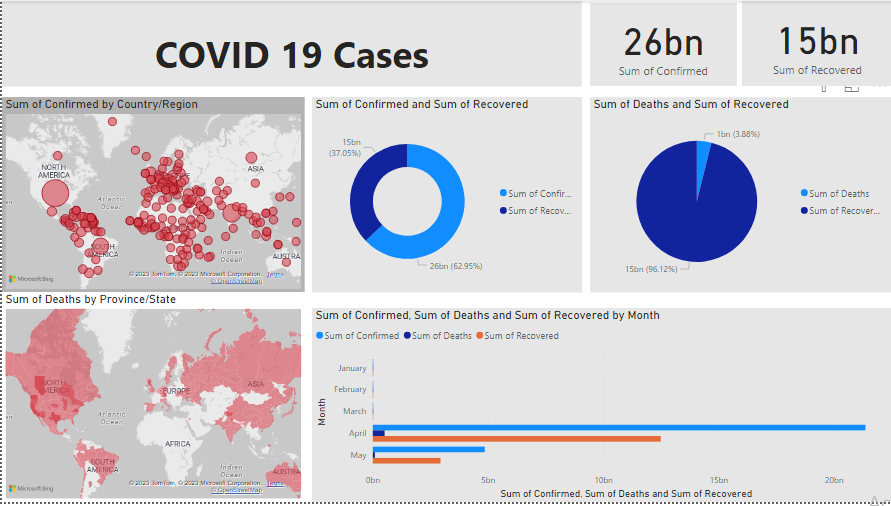 COVID 19 Cases
26bn
Sum of Confirmed
15bn
Sum of Recovered
Sum of Confirmed by Country/Region
NORTH
AMERICA
ASIA
Atlantic
Ocean
SOUTH
AMERICA
Indian
Ocean
AUSTRA
Microsoft Bing
© 2023 TomTom, © 2023 Microsoft Corporation, Terms
© OpenStreetMap
Sum of Confirmed and Sum of Recovered
15bn
(37.05%)
26bn (62.95%)
Sum of Confir...
Sum of Recov...
Sum of Deaths and Sum of Recovered
1bn (3.88%)
15bn (96.12%)
Sum of Deaths
Sum of Recover...
Sum of Deaths by Province/State
NORTH
AMERICA
EUROPE
ASIA
Atlantic
Ocean
AFRICA
SOUTH
AMERICA
Indian
Ocean
AUSTRA
Microsoft Bing
© 2023 TomTom, © 2023 Microsoft Corporation, Terms
© OpenStreetMap
Sum of Confirmed, Sum of Deaths and Sum of Recovered by Month
Sum of Confirmed Sum of Deaths Sum of Recovered
Month
January
February
March
April
May
0bn 5bn 10bn 15bn 20bn
Sum of Confirmed, Sum of Deaths and Sum of Recovered